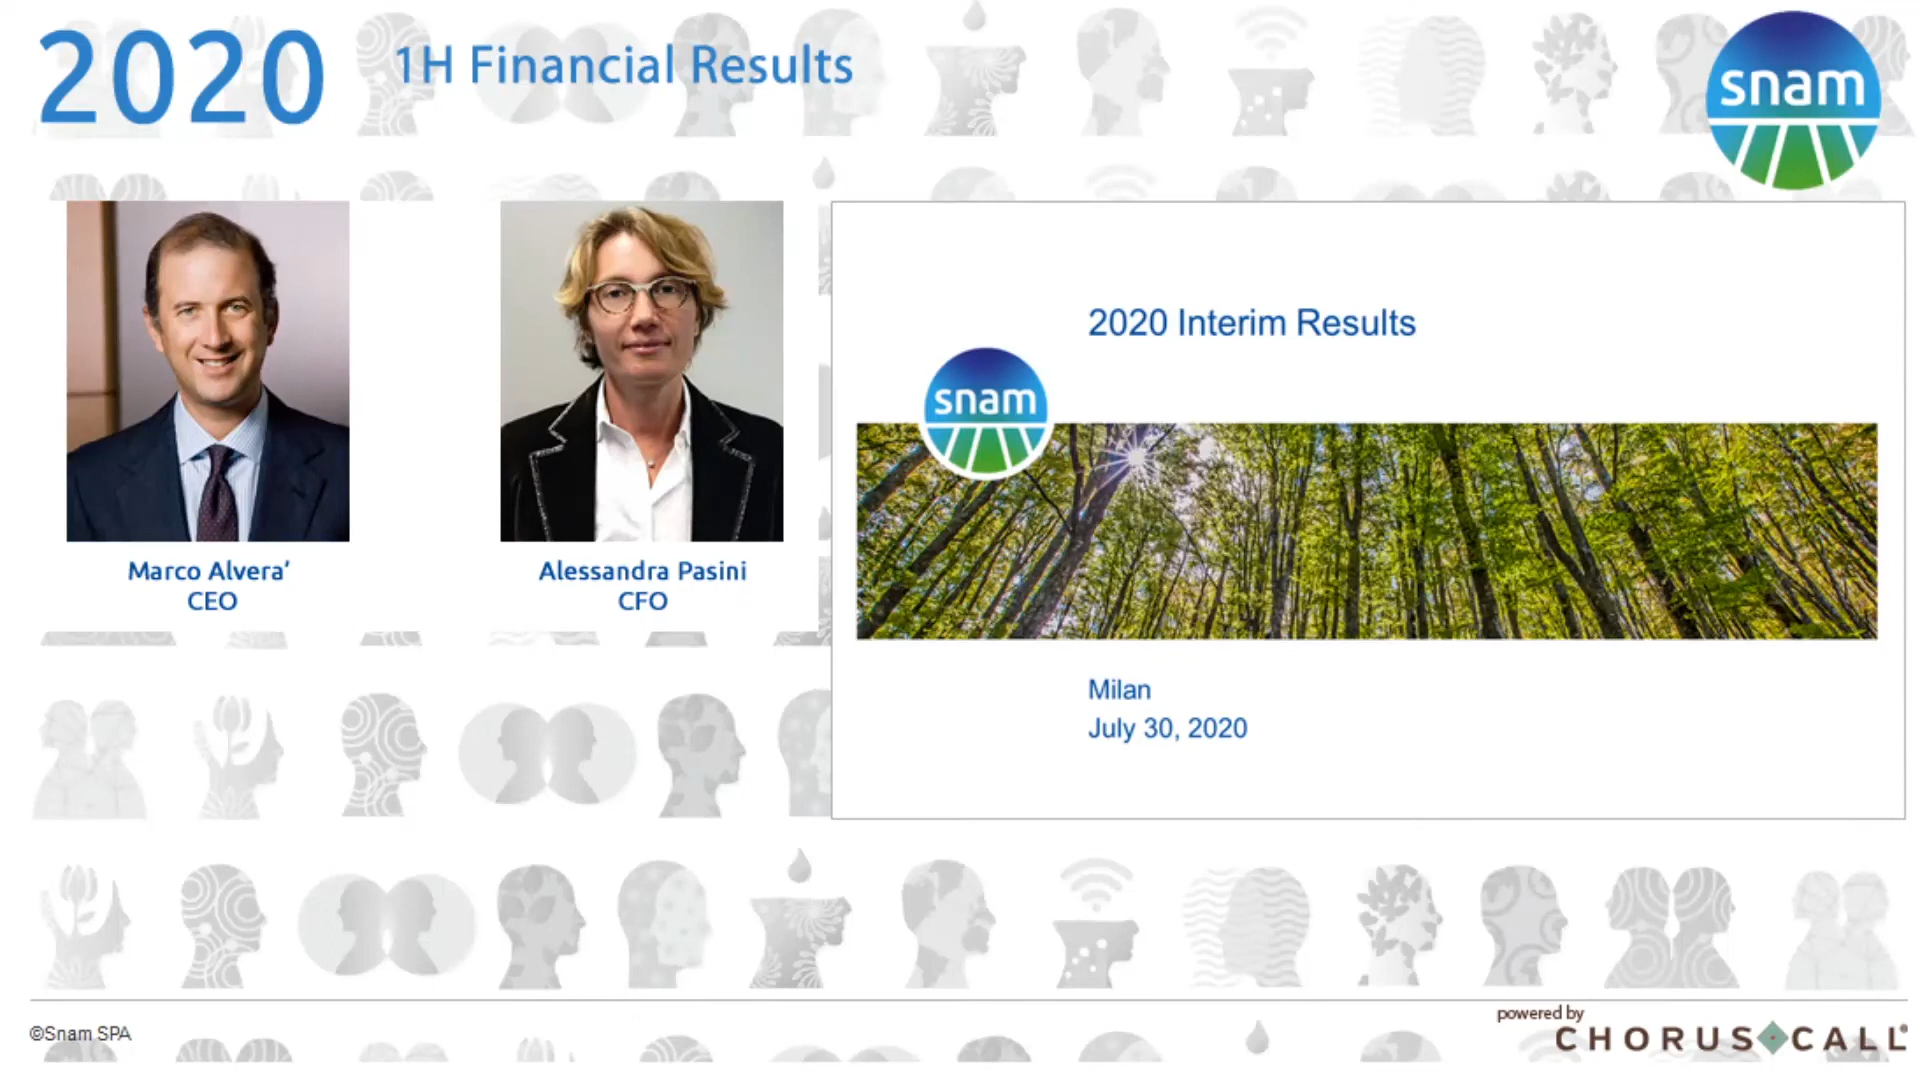 2020
1H Financial Results
snam
Marco Alvera’
CEO
Alessandra Pasini
CFO
2020 Interim Results
snam
Milan
July 30, 2020
©Snam SPA
powered by
CHORUS CALL®